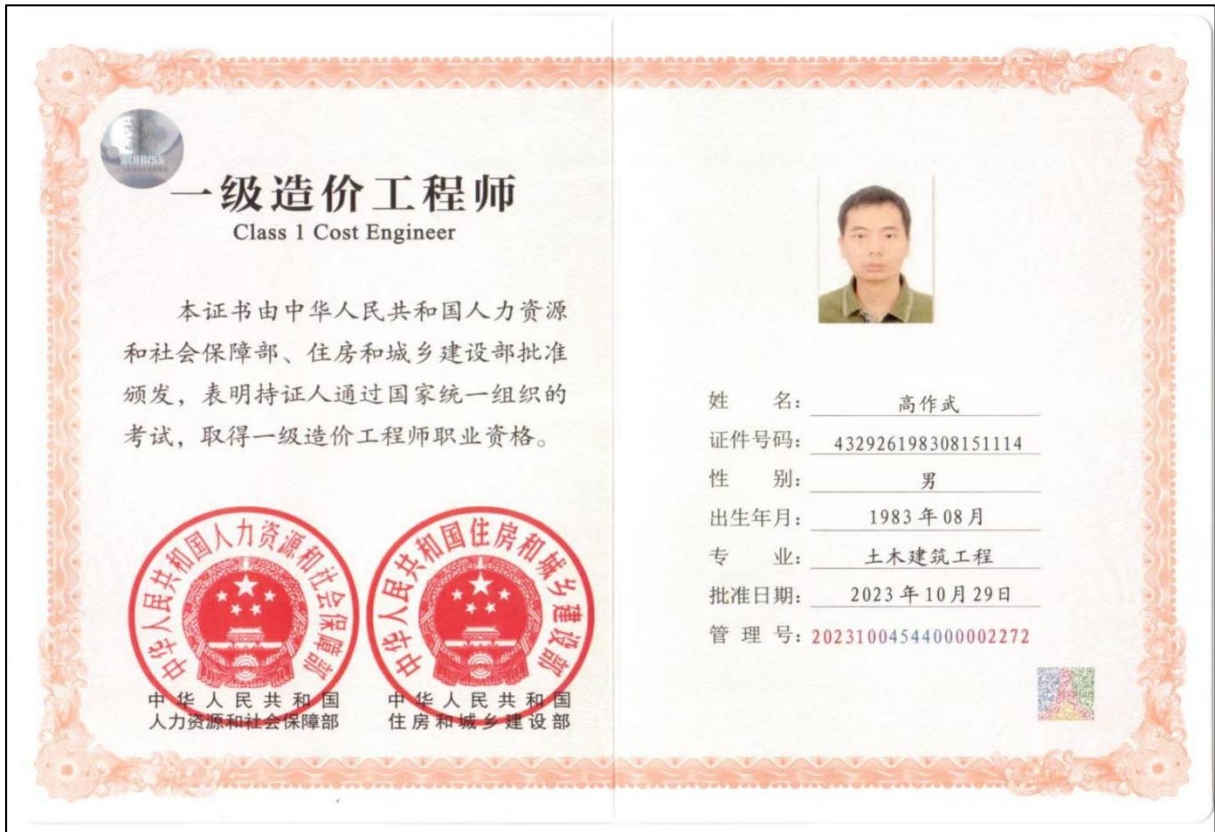 一级造价工程师
Class 1 Cost Engineer
本证书由中华人民共和国人力资源
和社会保障部、住房和城乡建设部批准
颁发，表明持证人通过国家统一组织的
考试，取得一级造价工程师职业资格。
中华人民共和国人力资源和社会保障部
中华人民共和国住房和城乡建设部
中华人民共和国
人力资源和社会保障部
中华人民共和国
住房和城乡建设部
姓名：高作武
证件号码：432926198308151114
性别：男
出生年月：1983年08月
专业：土木建筑工程
批准日期：2023年10月29日
管理号：20231004544000002272